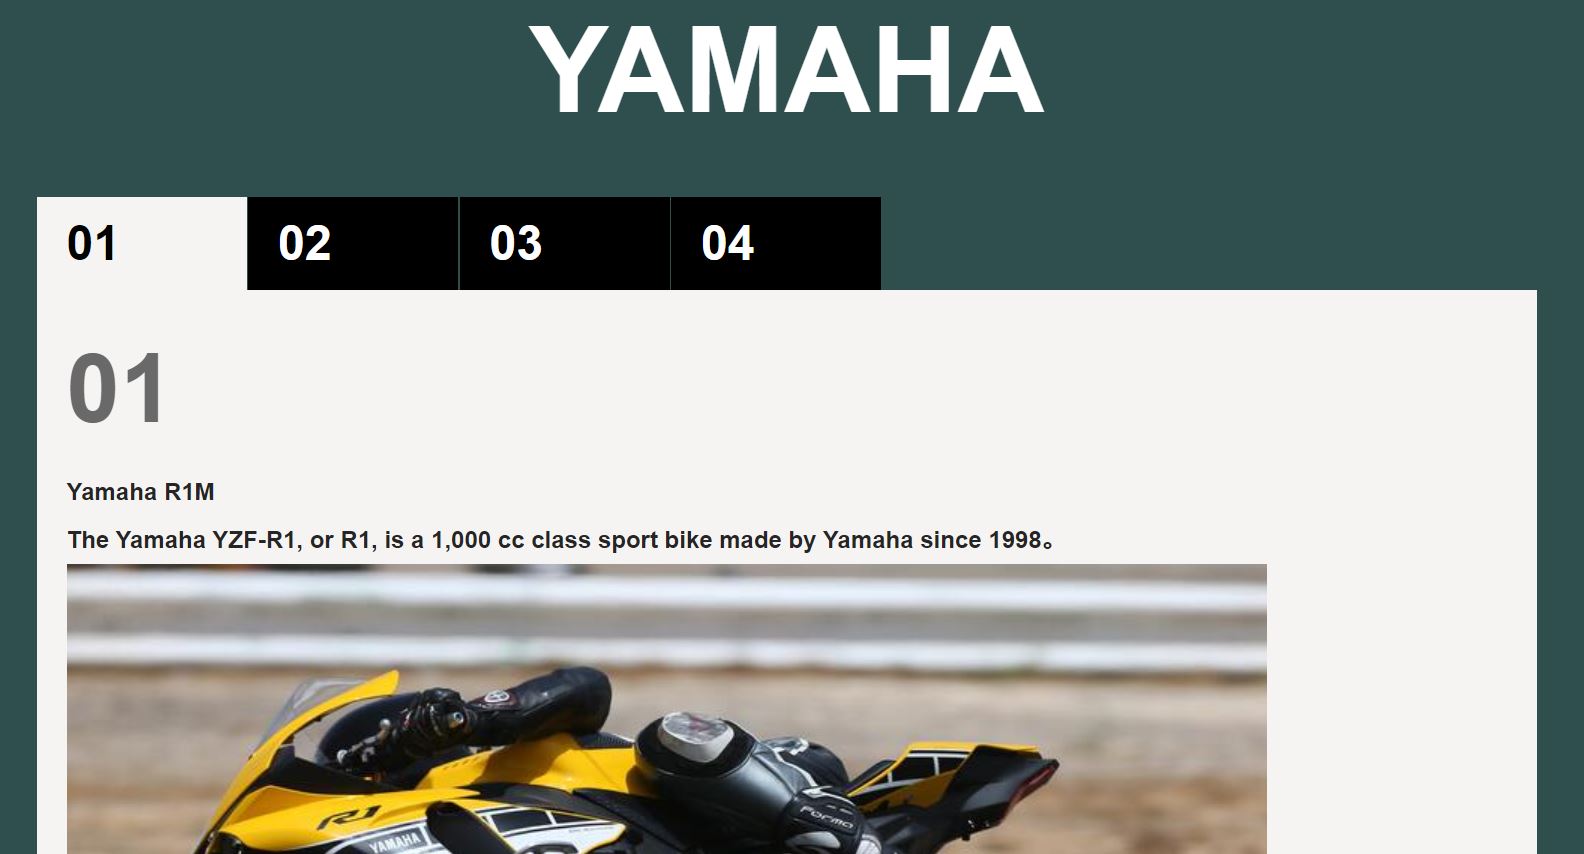 YAMAHA
01
02
03
04
01
Yamaha R1M
The Yamaha YZF-R1, or R1, is a 1,000 cc class sport bike made by Yamaha since 1998。
R1
YAMAHA
Forma